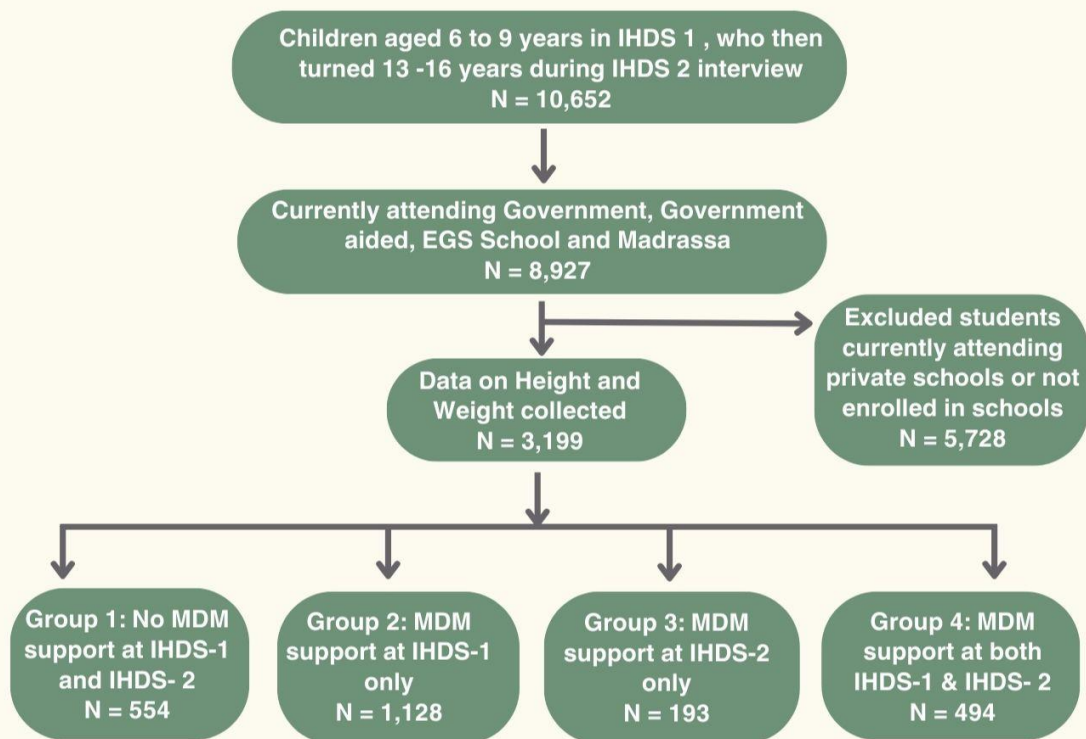 Children aged 6 to 9 years in IHDS 1 , who then
turned 13 -16 years during IHDS 2 interview
N = 10,652
Currently attending Government, Government
aided, EGS School and Madrassa
N = 8,927
Excluded students
currently attending
private schools or not
enrolled in schools
N = 5,728
Data on Height and
Weight collected
N = 3,199
Group 1: No MDM
support at IHDS-1
and IHDS- 2
N = 554
Group 2: MDM
support at IHDS-1
only
N = 1,128
Group 3: MDM
support at IHDS-2
only
N = 193
Group 4: MDM
support at both
IHDS-1 & IHDS- 2
N = 494